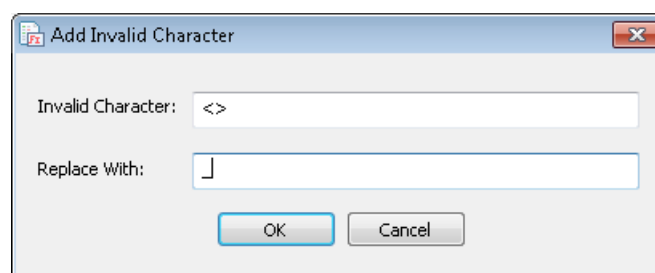 Add Invalid Character
Invalid Character: <>
Replace With: _
OK Cancel